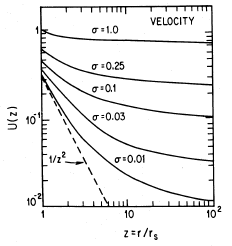 VELOCITY
1
σ = 1.0
σ = 0.25
σ = 0.1
U(z)
10⁻¹
σ = 0.03
1/z²
σ = 0.01
10⁻²
1
10
10²
z = r/rₛ